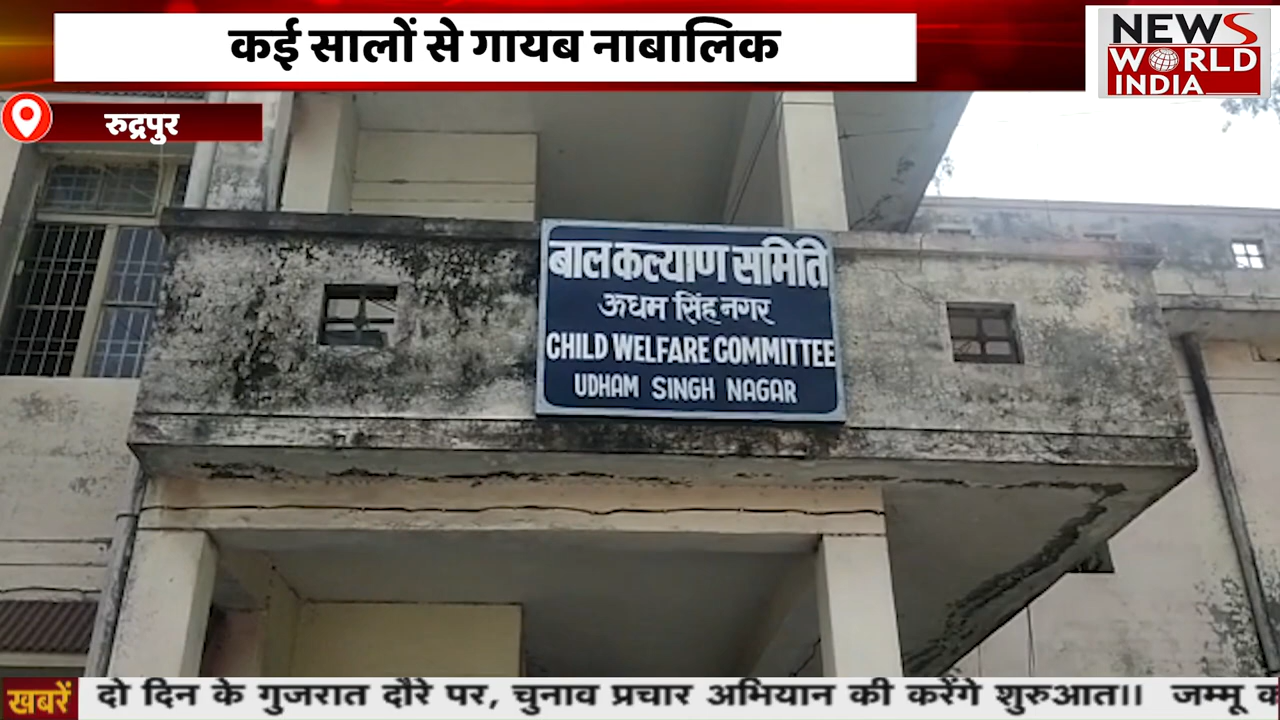 कई सालों से गायब नाबालिक
NEWS
WORLD
INDIA
रुद्रपुर
बाल कल्याण समिति
ऊधम सिंह नगर
CHILD WELFARE COMMITTEE
UDHAM SINGH NAGAR
खबरें दो दिन के गुजरात दौरे पर, चुनाव प्रचार अभियान की करेंगे शुरुआत।। जम्मू